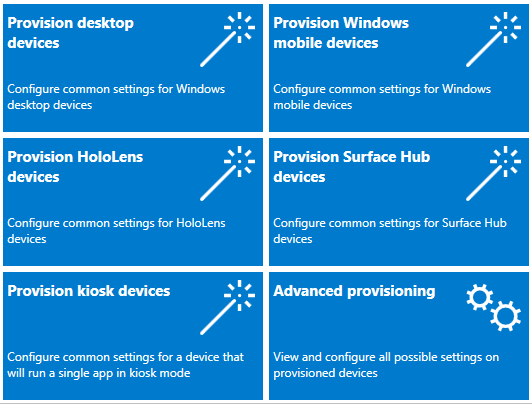 Provision desktop
devices
Configure common settings for Windows
desktop devices
Provision Windows
mobile devices
Configure common settings for Windows
mobile devices
Provision HoloLens
devices
Configure common settings for HoloLens
devices
Provision Surface Hub
devices
Configure common settings for Surface Hub
devices
Provision kiosk devices
Configure common settings for a device that
will run a single app in kiosk mode
Advanced provisioning
View and configure all possible settings on
provisioned devices